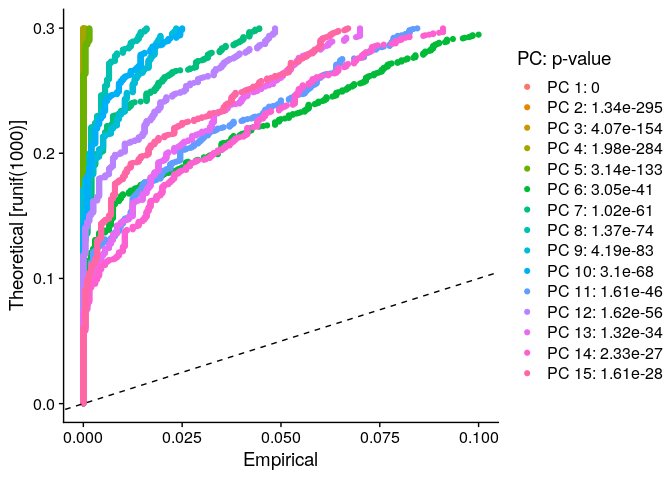 0.3
0.2
0.1
0.0
Theoretical [runif(1000)]
0.000 0.025 0.050 0.075 0.100
Empirical
PC: p-value
PC 1: 0
PC 2: 1.34e-295
PC 3: 4.07e-154
PC 4: 1.98e-284
PC 5: 3.14e-133
PC 6: 3.05e-41
PC 7: 1.02e-61
PC 8: 1.37e-74
PC 9: 4.19e-83
PC 10: 3.1e-68
PC 11: 1.61e-46
PC 12: 1.62e-56
PC 13: 1.32e-34
PC 14: 2.33e-27
PC 15: 1.61e-28